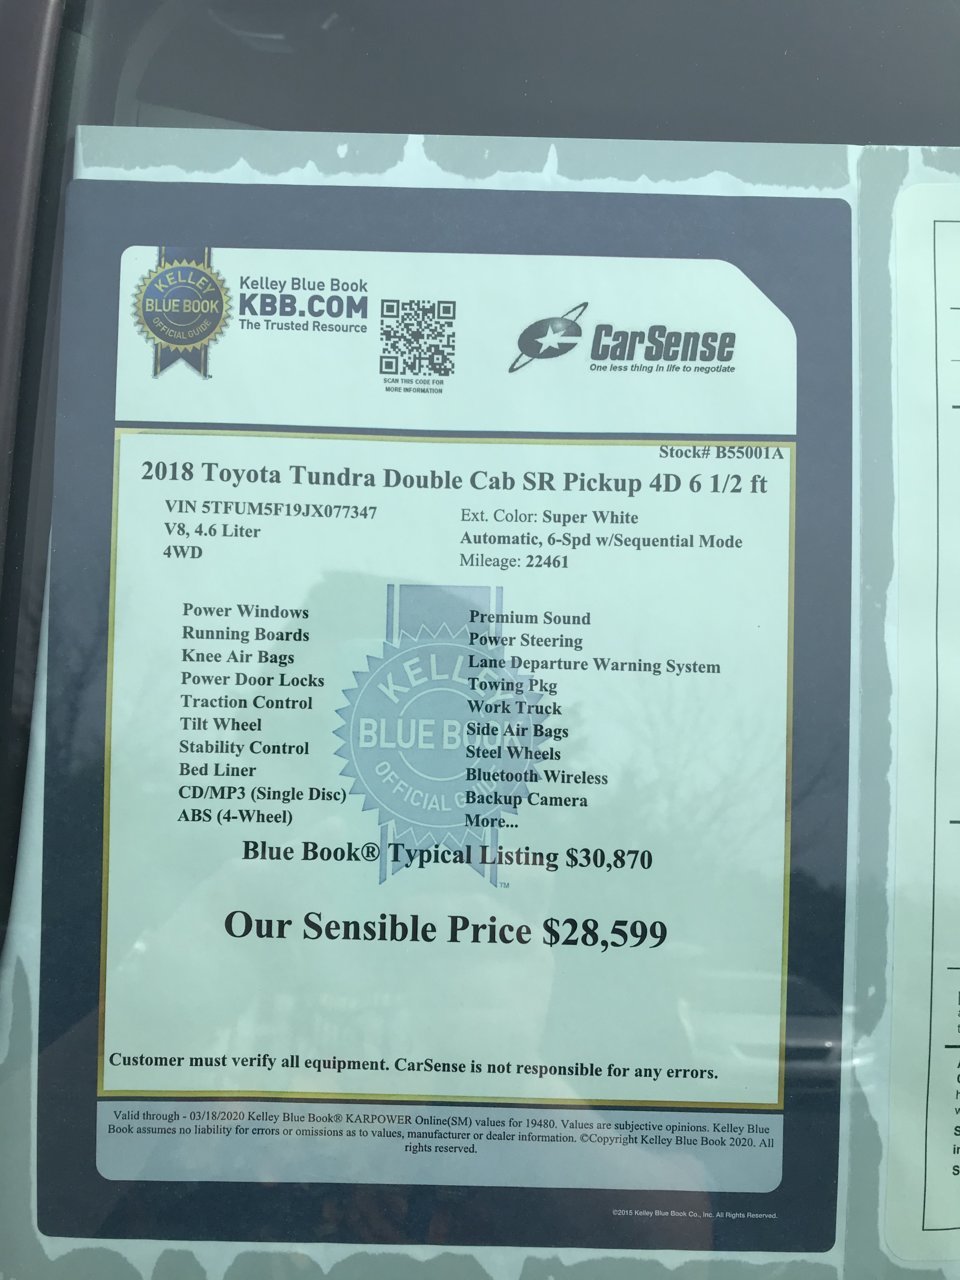 KELLEY
BLUE BOOK
OFFICIAL GUIDE
Kelley Blue Book
KBB.COM
The Trusted Resource
SCAN THIS CODE FOR
MORE INFORMATION
CarSense
One less thing in life to negotiate
Stock# B55001A
2018 Toyota Tundra Double Cab SR Pickup 4D 6 1/2 ft
VIN 5TFUM5F19JX077347
V8, 4.6 Liter
4WD
Ext. Color: Super White
Automatic, 6-Spd w/Sequential Mode
Mileage: 22461
Power Windows
Running Boards
Knee Air Bags
Power Door Locks
Traction Control
Tilt Wheel
Stability Control
Bed Liner
CD/MP3 (Single Disc)
ABS (4-Wheel)
Premium Sound
Power Steering
Lane Departure Warning System
Towing Pkg
Work Truck
Side Air Bags
Steel Wheels
Bluetooth Wireless
Backup Camera
More...
KELLEY
BLUE BOOK
OFFICIAL
TM
Blue Book® Typical Listing $30,870
Our Sensible Price $28,599
Customer must verify all equipment. CarSense is not responsible for any errors.
Valid through - 03/18/2020 Kelley Blue Book® KARPOWER Online(SM) values for 19480. Values are subjective opinions. Kelley Blue
Book assumes no liability for errors or omissions as to values, manufacturer or dealer information. ©Copyright Kelley Blue Book 2020. All
rights reserved.
©2015 Kelley Blue Book Co., Inc. All Rights Reserved.